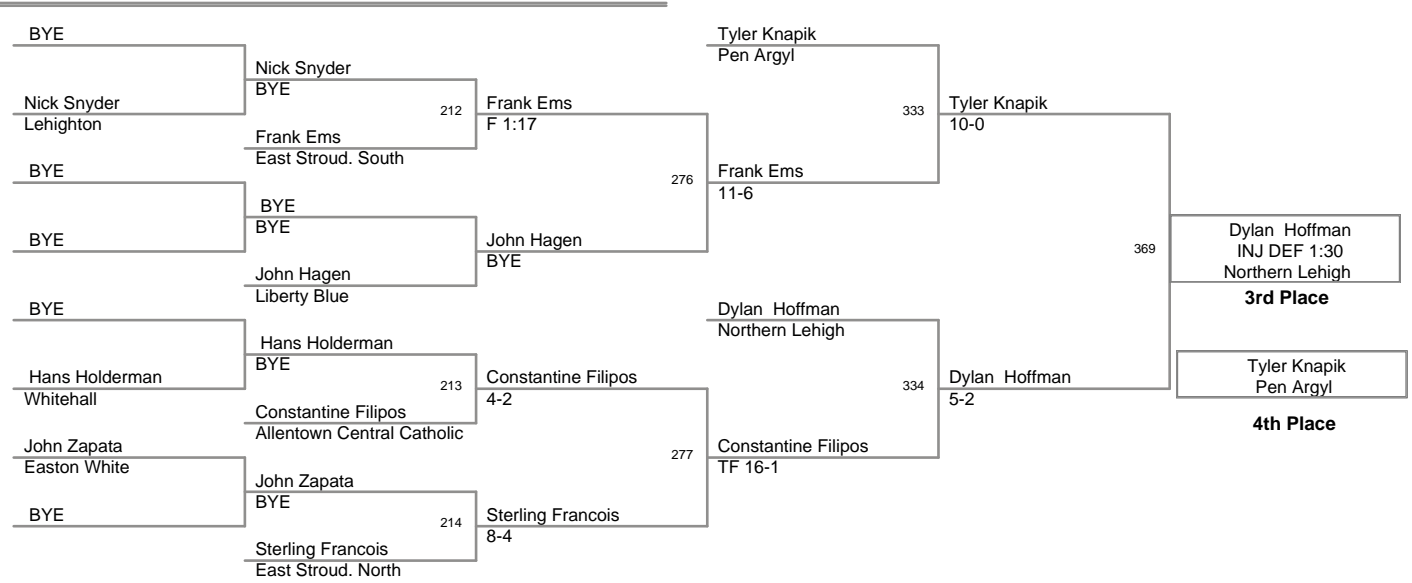 BYE
Nick Snyder
Lehighton
BYE
BYE
BYE
Hans Holderman
Whitehall
John Zapata
Easton White
BYE
Nick Snyder
BYE
212
Frank Ems
East Stroud. South
BYE
BYE
John Hagen
Liberty Blue
Hans Holderman
BYE
213
Constantine Filipos
Allentown Central Catholic
John Zapata
BYE
214
Sterling Francois
East Stroud. North
Frank Ems
F 1:17
276
John Hagen
BYE
Constantine Filipos
4-2
277
Sterling Francois
8-4
Tyler Knapik
Pen Argyl
333
Frank Ems
11-6
Dylan Hoffman
Northern Lehigh
334
Constantine Filipos
TF 16-1
Tyler Knapik
10-0
369
Dylan Hoffman
5-2
Dylan Hoffman
INJ DEF 1:30
Northern Lehigh
3rd Place
Tyler Knapik
Pen Argyl
4th Place